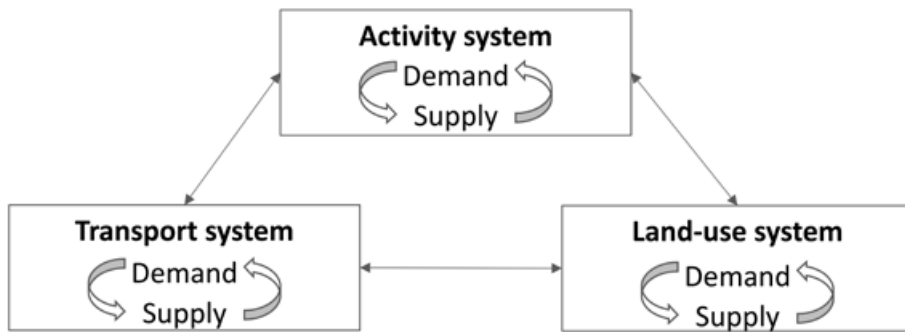 Activity system
Demand
Supply
Transport system
Demand
Supply
Land-use system
Demand
Supply